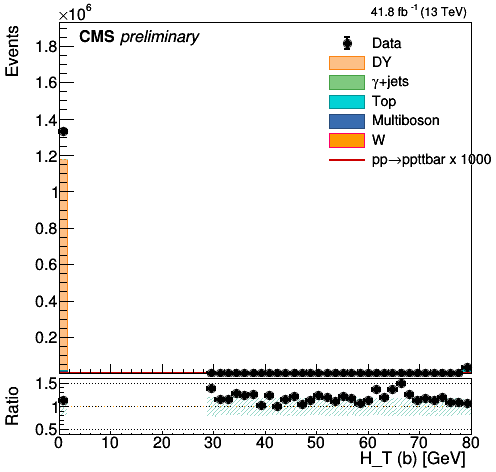 ×10^6
41.8 fb^-1 (13 TeV)
Events
CMS preliminary
Data
DY
γ+jets
Top
Multiboson
W
pp→ppttbar x 1000
1.8
1.6
1.4
1.2
1
0.8
0.6
0.4
0.2
Ratio
1.5
1
0.5
0 10 20 30 40 50 60 70 80
H_T (b) [GeV]